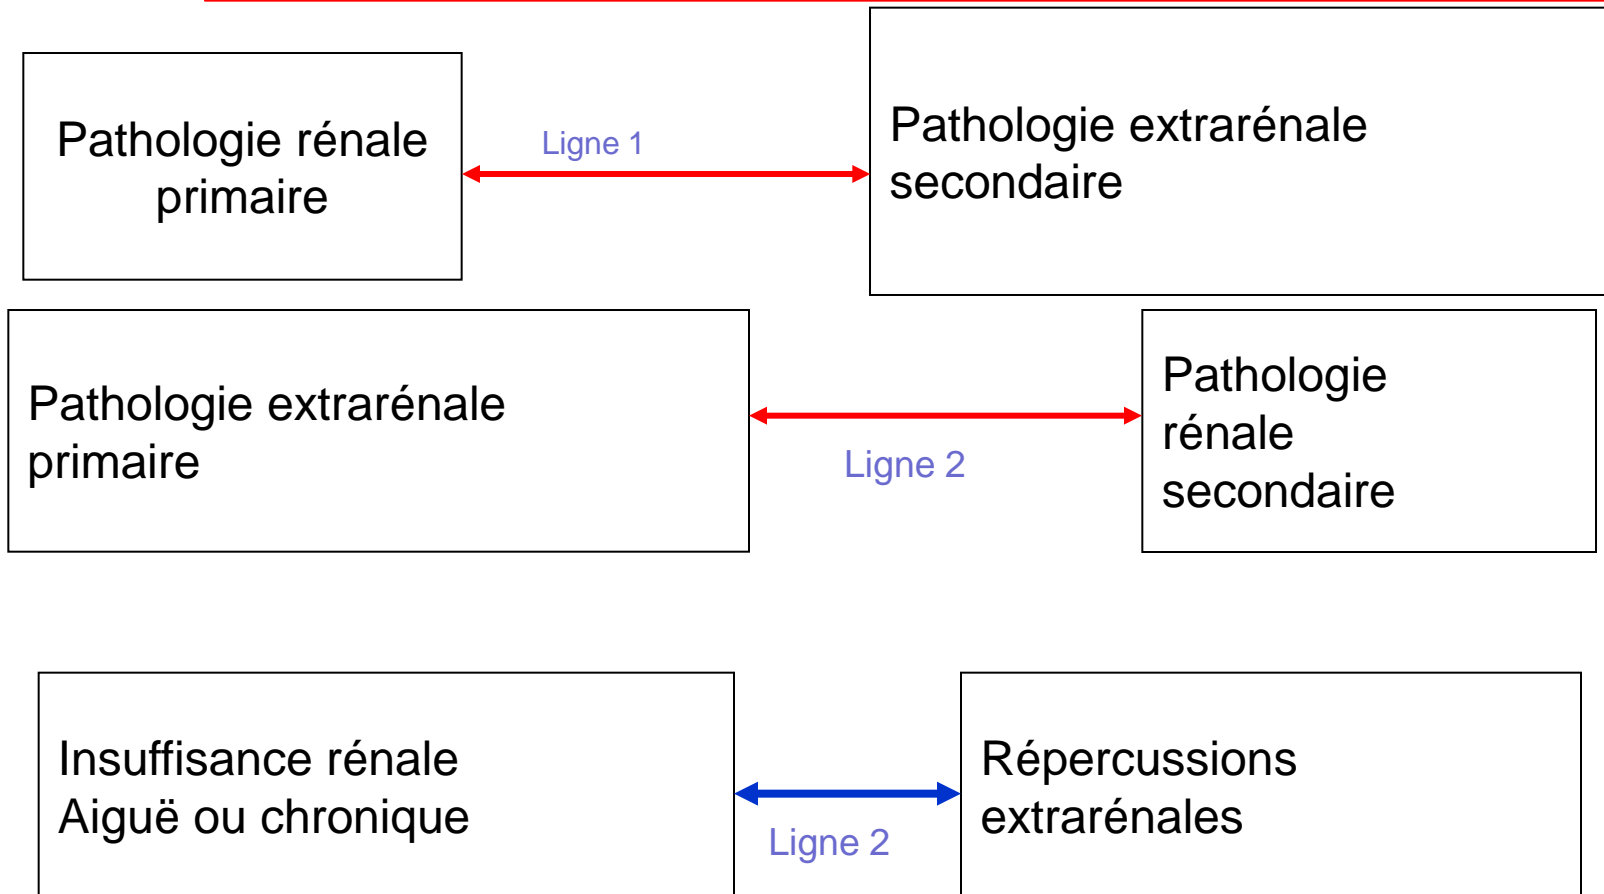 Pathologie rénale
primaire
Ligne 1
Pathologie extrarénale
secondaire
Pathologie extrarénale
primaire
Ligne 2
Pathologie
rénale
secondaire
Insuffisance rénale
Aiguë ou chronique
Ligne 2
Répercussions
extrarénales